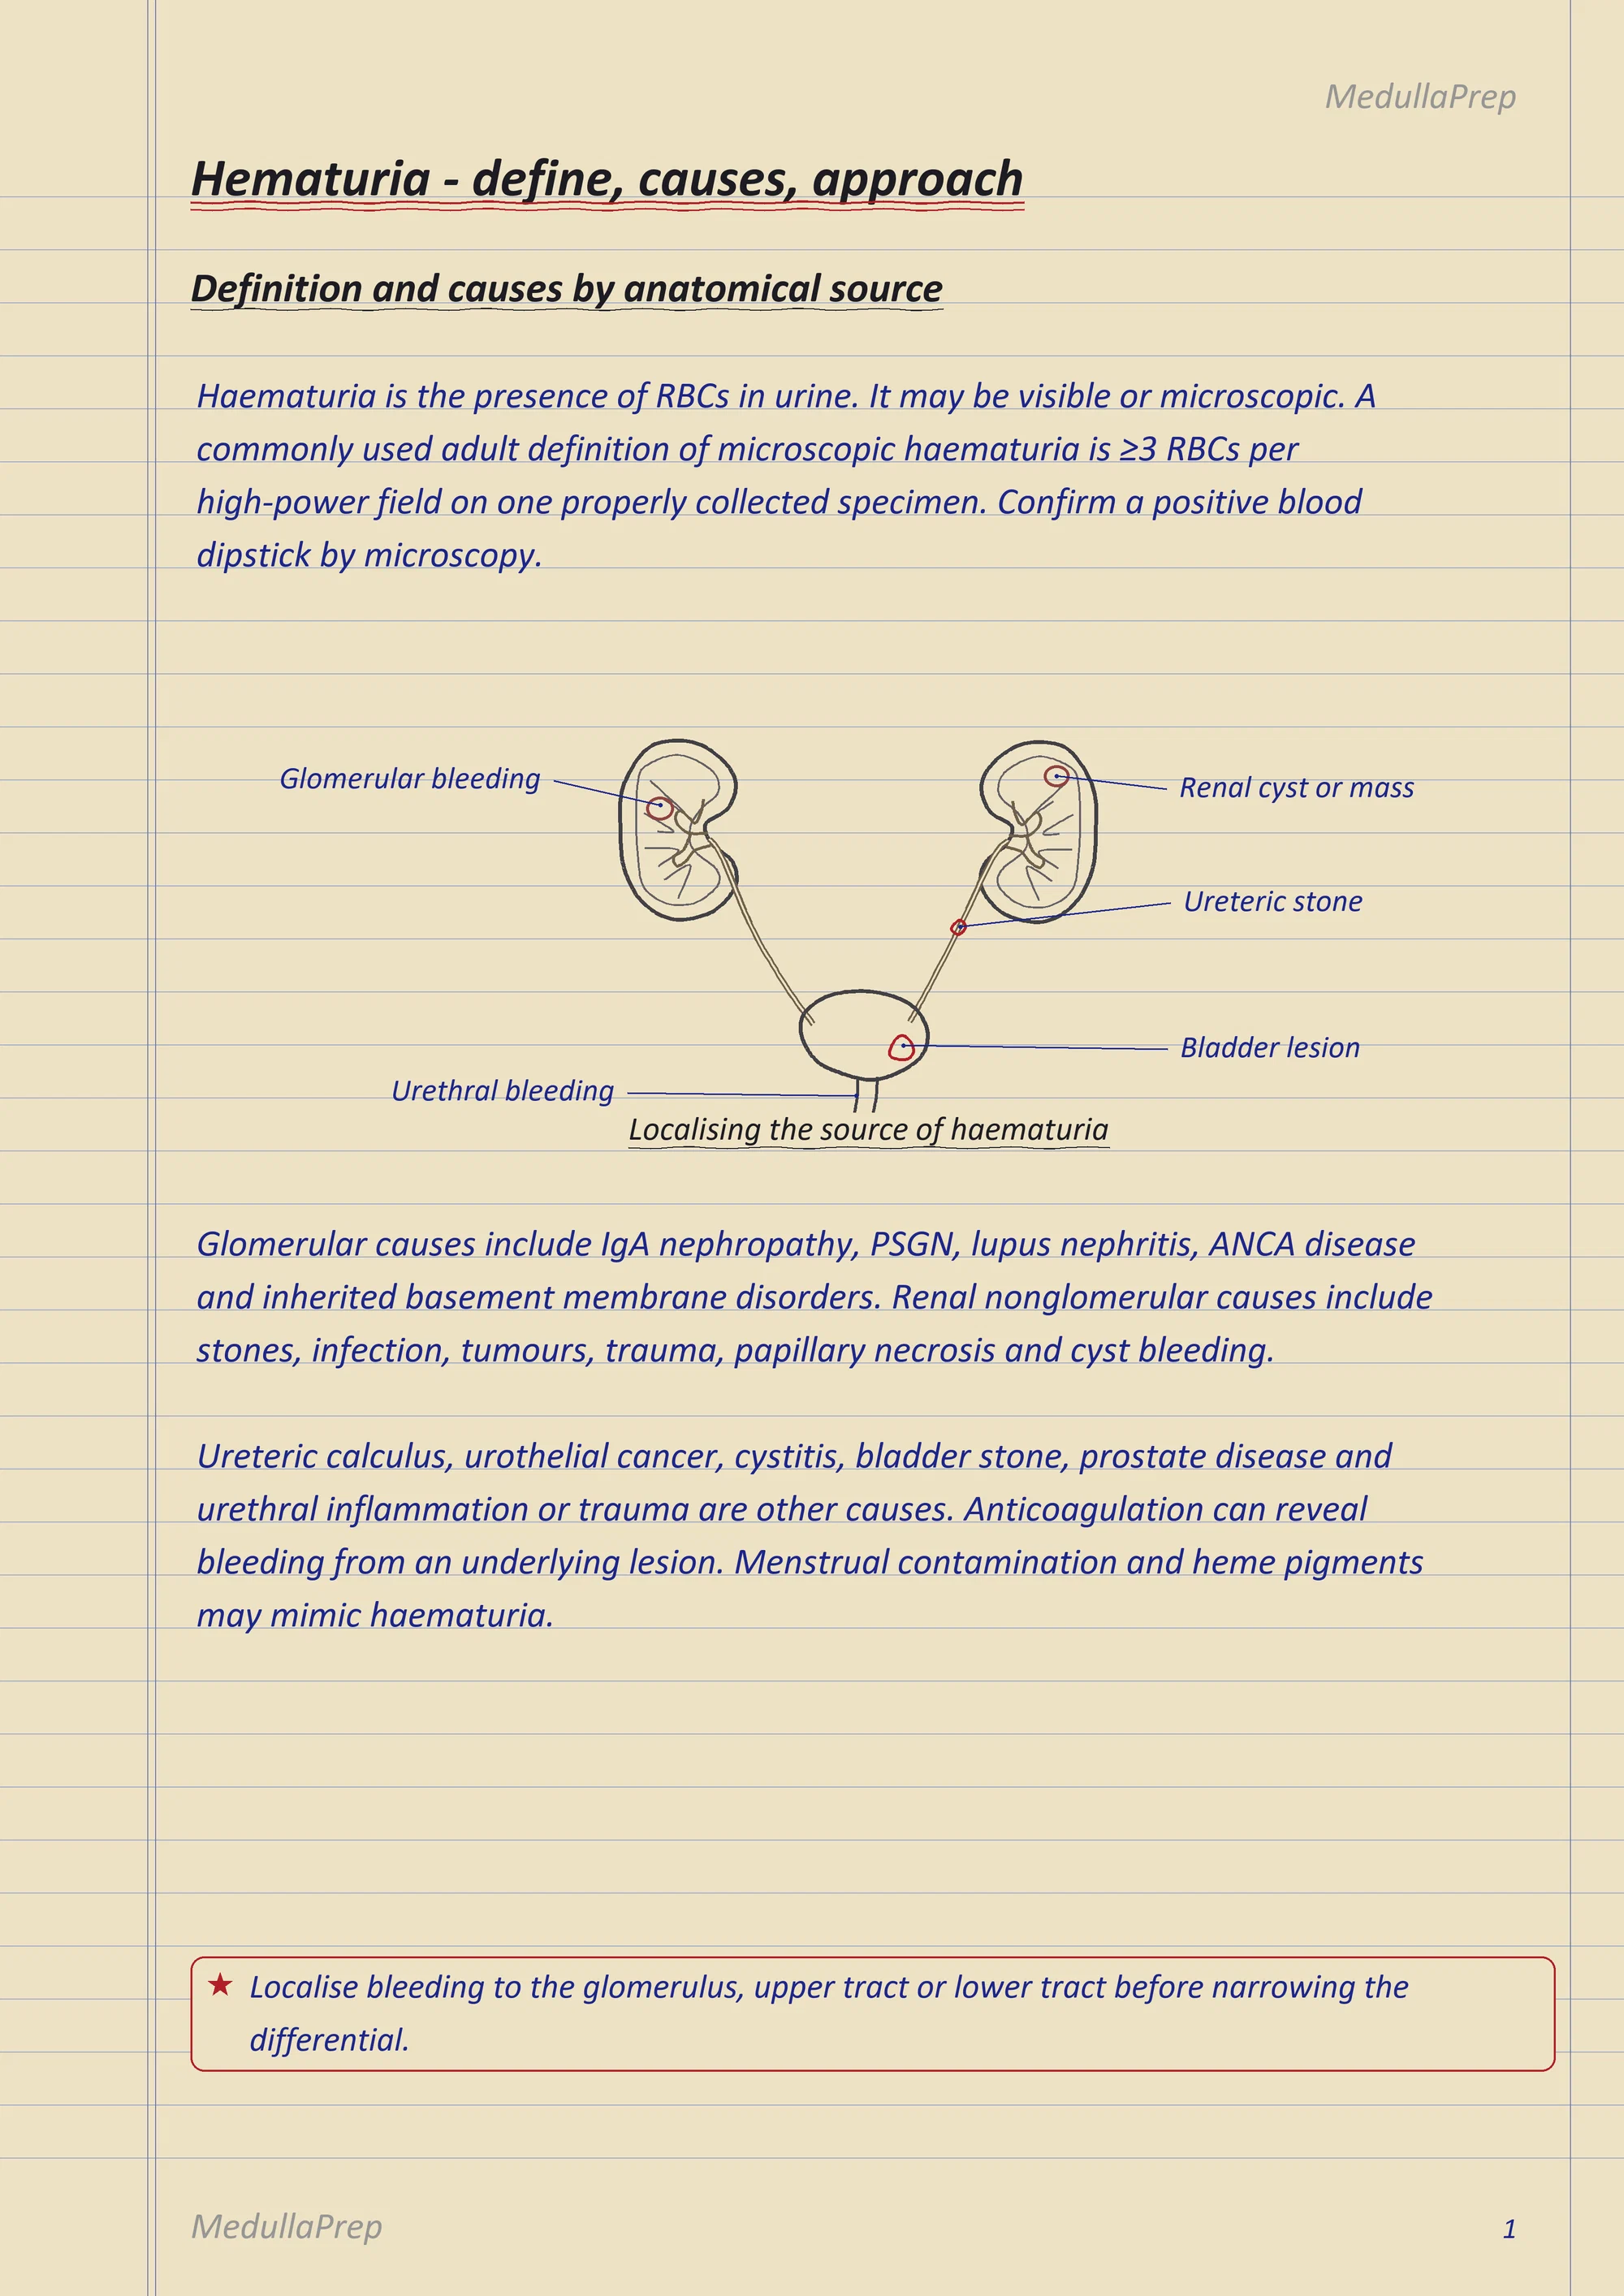 MedullaPrep
Hematuria - define, causes, approach
Definition and causes by anatomical source
Haematuria is the presence of RBCs in urine. It may be visible or microscopic. A
commonly used adult definition of microscopic haematuria is ≥3 RBCs per
high-power field on one properly collected specimen. Confirm a positive blood
dipstick by microscopy.
Glomerular bleeding
Renal cyst or mass
Ureteric stone
Bladder lesion
Urethral bleeding
Localising the source of haematuria
Glomerular causes include IgA nephropathy, PSGN, lupus nephritis, ANCA disease
and inherited basement membrane disorders. Renal nonglomerular causes include
stones, infection, tumours, trauma, papillary necrosis and cyst bleeding.
Ureteric calculus, urothelial cancer, cystitis, bladder stone, prostate disease and
urethral inflammation or trauma are other causes. Anticoagulation can reveal
bleeding from an underlying lesion. Menstrual contamination and heme pigments
may mimic haematuria.
★ Localise bleeding to the glomerulus, upper tract or lower tract before narrowing the
differential.
MedullaPrep
1